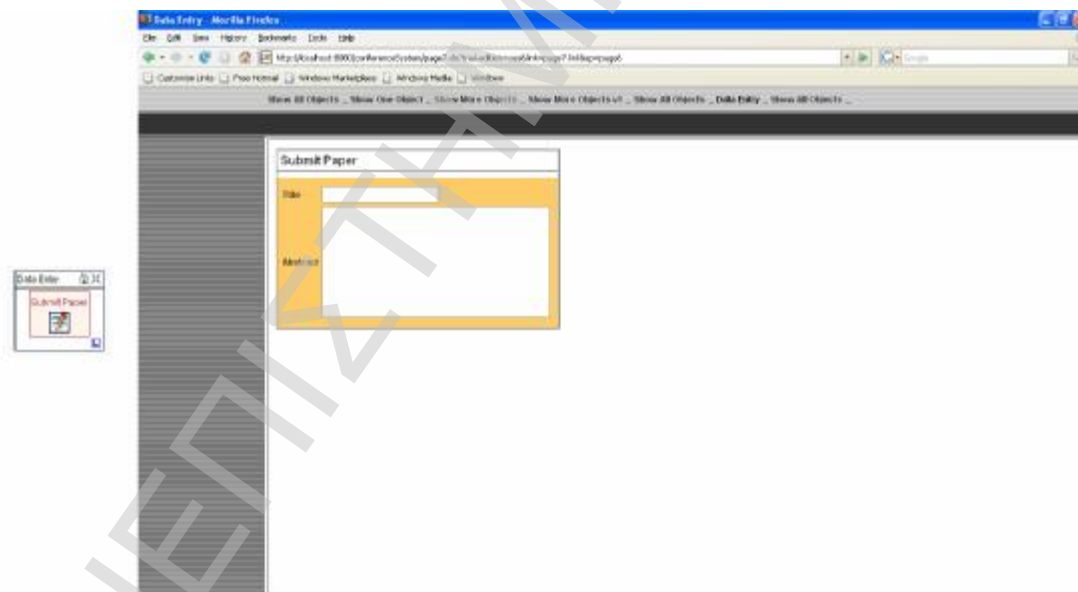 Data Entry - Mozilla Firefox
File Edit View History Bookmarks Tools Help
Google
Customize Links Free Hotmail Windows Marketplace Windows Media Windows
Show All Objects _ Show One Object _ Show More Objects _ Show More Objects v1 _ Show All Objects _ Data Entry _ Show All Objects _
Submit Paper
Title
Abstract
Data Entry
Submit Paper